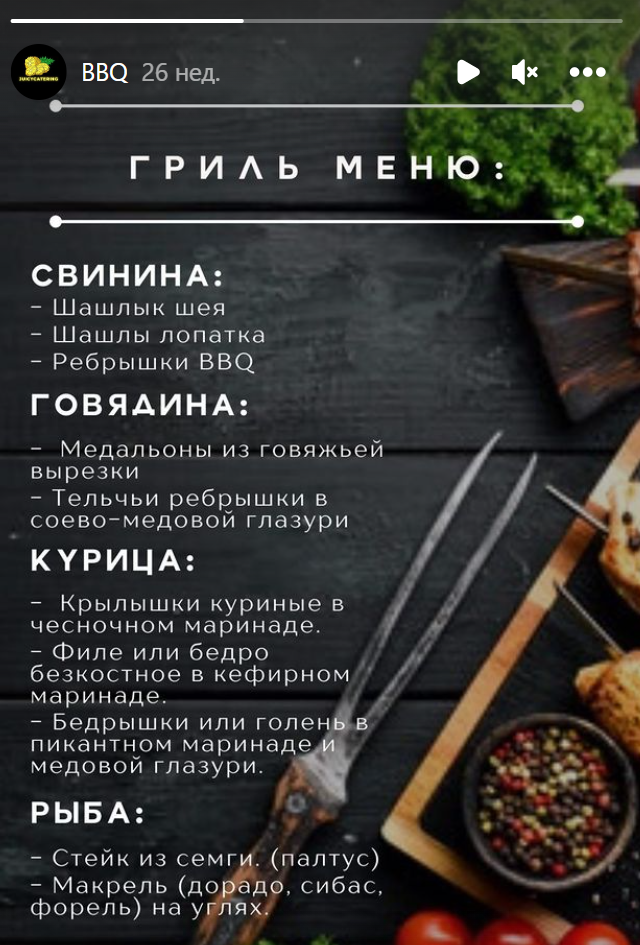 JUICYCATERING
BBQ 26 нед.
ГРИЛЬ МЕНЮ:
СВИНИНА:
- Шашлык шея
- Шашлы лопатка
- Ребрышки BBQ
ГОВЯДИНА:
- Медальоны из говяжьей
вырезки
- Тельчьи ребрышки в
соево-медовой глазури
КУРИЦА:
- Крылышки куриные в
чесночном маринаде.
- Филе или бедро
безкостное в кефирном
маринаде.
- Бедрышки или голень в
пикантном маринаде и
медовой глазури.
РЫБА:
- Стейк из семги. (палтус)
- Макрель (дорадо, сибас,
форель) на углях.